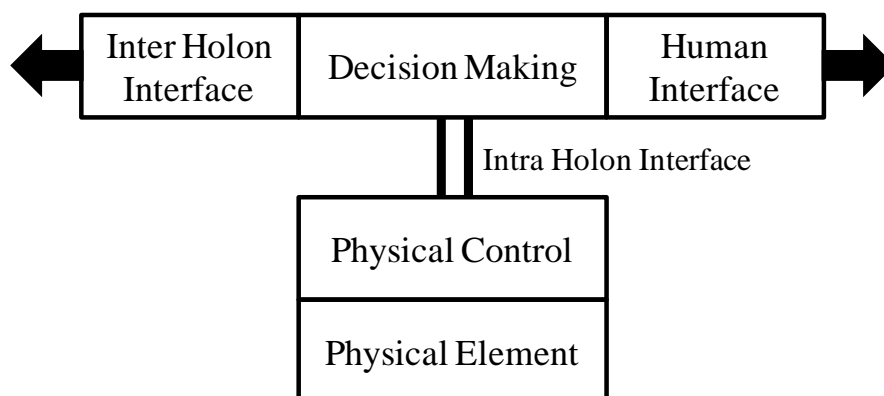 Inter Holon
Interface
Decision Making
Human
Interface
Intra Holon Interface
Physical Control
Physical Element